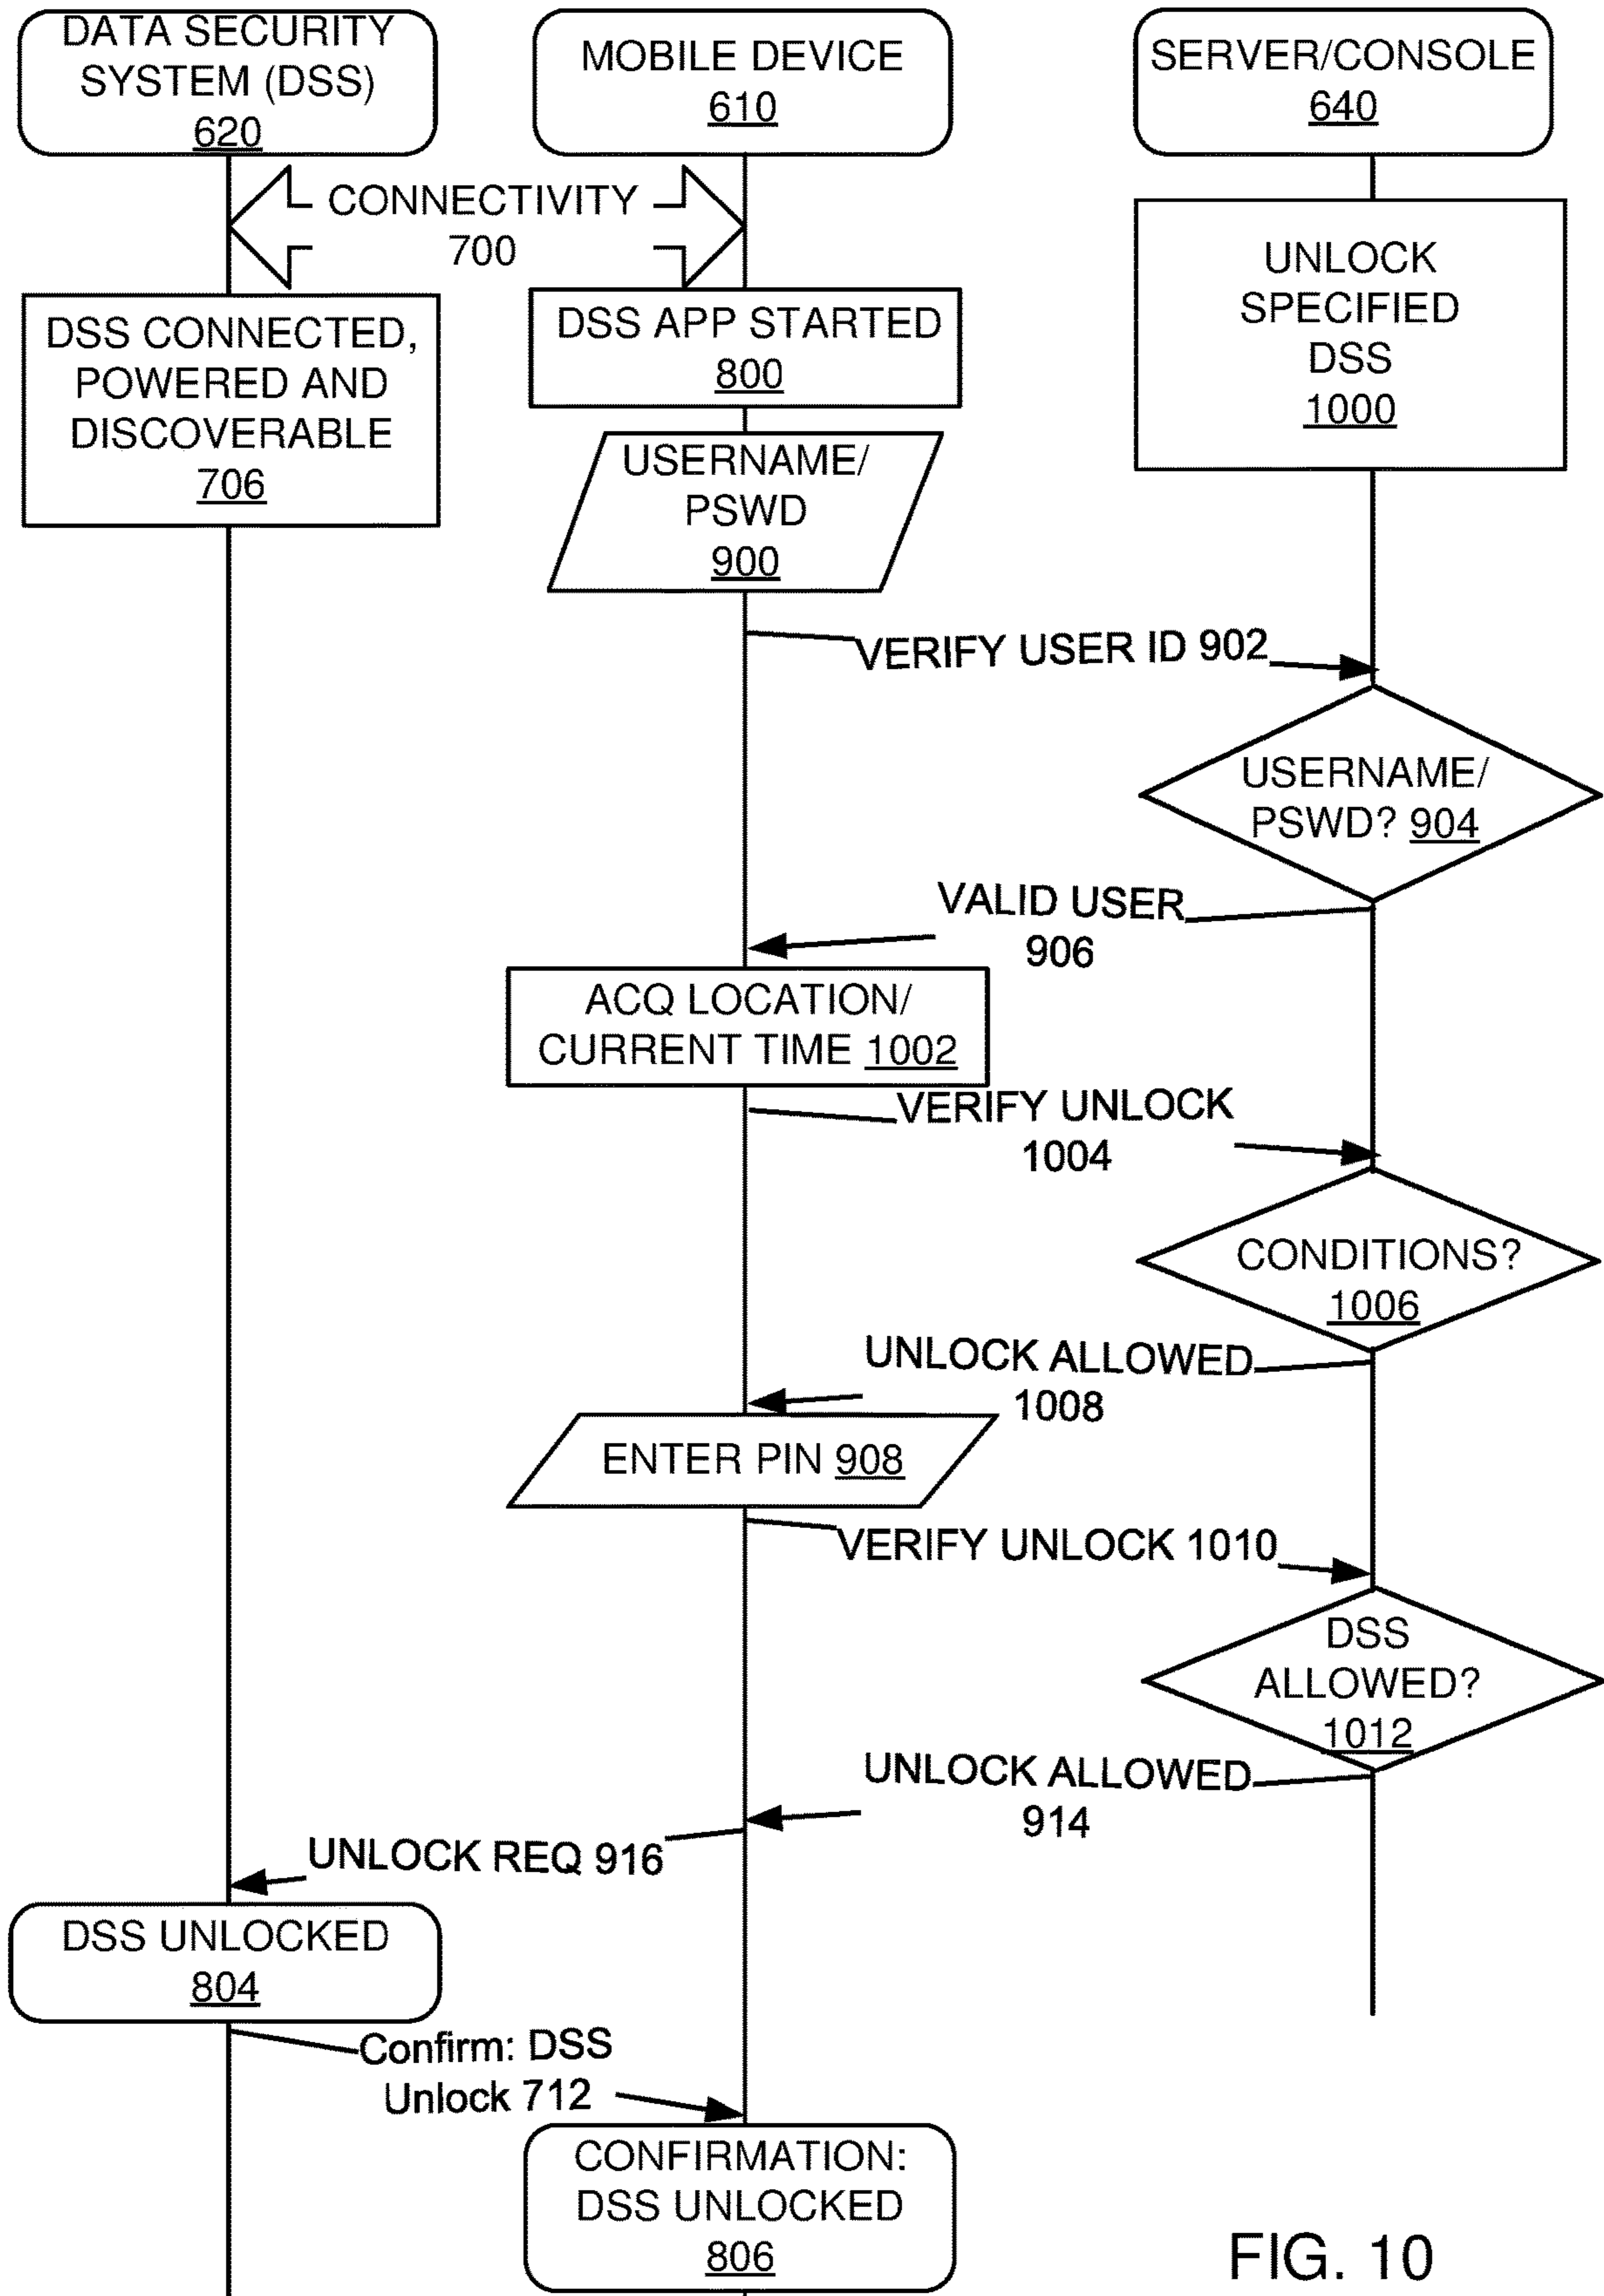 DATA SECURITY
SYSTEM (DSS)
620
MOBILE DEVICE
610
SERVER/CONSOLE
640
CONNECTIVITY
700
UNLOCK
SPECIFIED
DSS
1000
DSS CONNECTED,
POWERED AND
DISCOVERABLE
706
DSS APP STARTED
800
USERNAME/
PSWD
900
VERIFY USER ID 902
USERNAME/
PSWD? 904
VALID USER
906
ACQ LOCATION/
CURRENT TIME 1002
VERIFY UNLOCK
1004
CONDITIONS?
1006
UNLOCK ALLOWED
1008
ENTER PIN 908
VERIFY UNLOCK 1010
DSS
ALLOWED?
1012
UNLOCK ALLOWED
914
UNLOCK REQ 916
DSS UNLOCKED
804
Confirm: DSS
Unlock 712
CONFIRMATION:
DSS UNLOCKED
806
FIG. 10